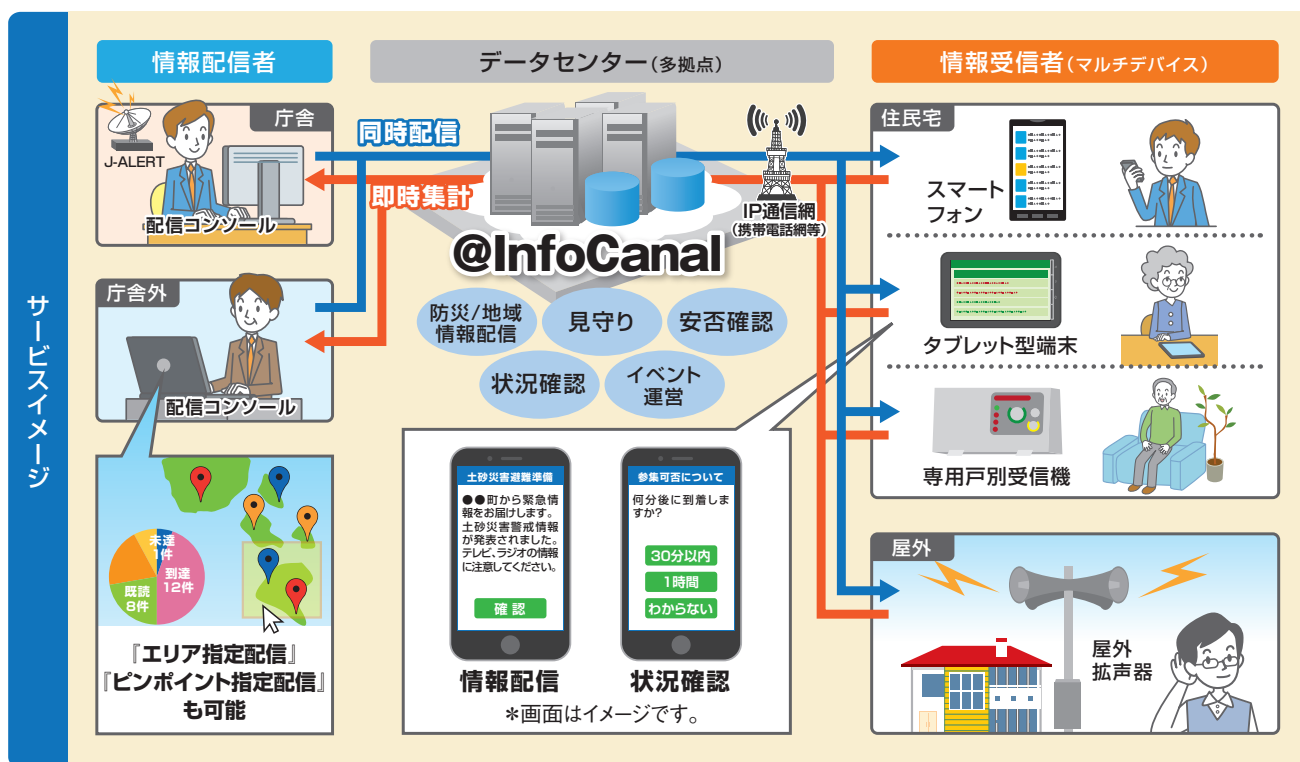 サービスイメージ
情報配信者
庁舎
J-ALERT
配信コンソール
庁舎外
配信コンソール
未達
1件
到達
12件
既読
8件
『エリア指定配信』
『ピンポイント指定配信』
も可能
データセンター(多拠点)
同時配信
即時集計
IP通信網
(携帯電話網等)
@InfoCanal
防災/地域
情報配信
見守り
安否確認
状況確認
イベント
運営
土砂災害避難準備
●●町から緊急情
報をお届けします。
土砂災害警戒情報
が発表されました。
テレビ、ラジオの情報
に注意してください。
確認
情報配信
参集可否について
何分後に到着しま
すか?
30分以内
1時間
わからない
状況確認
*画面はイメージです。
情報受信者(マルチデバイス)
住民宅
スマート
フォン
タブレット型端末
専用戸別受信機
屋外
屋外
拡声器